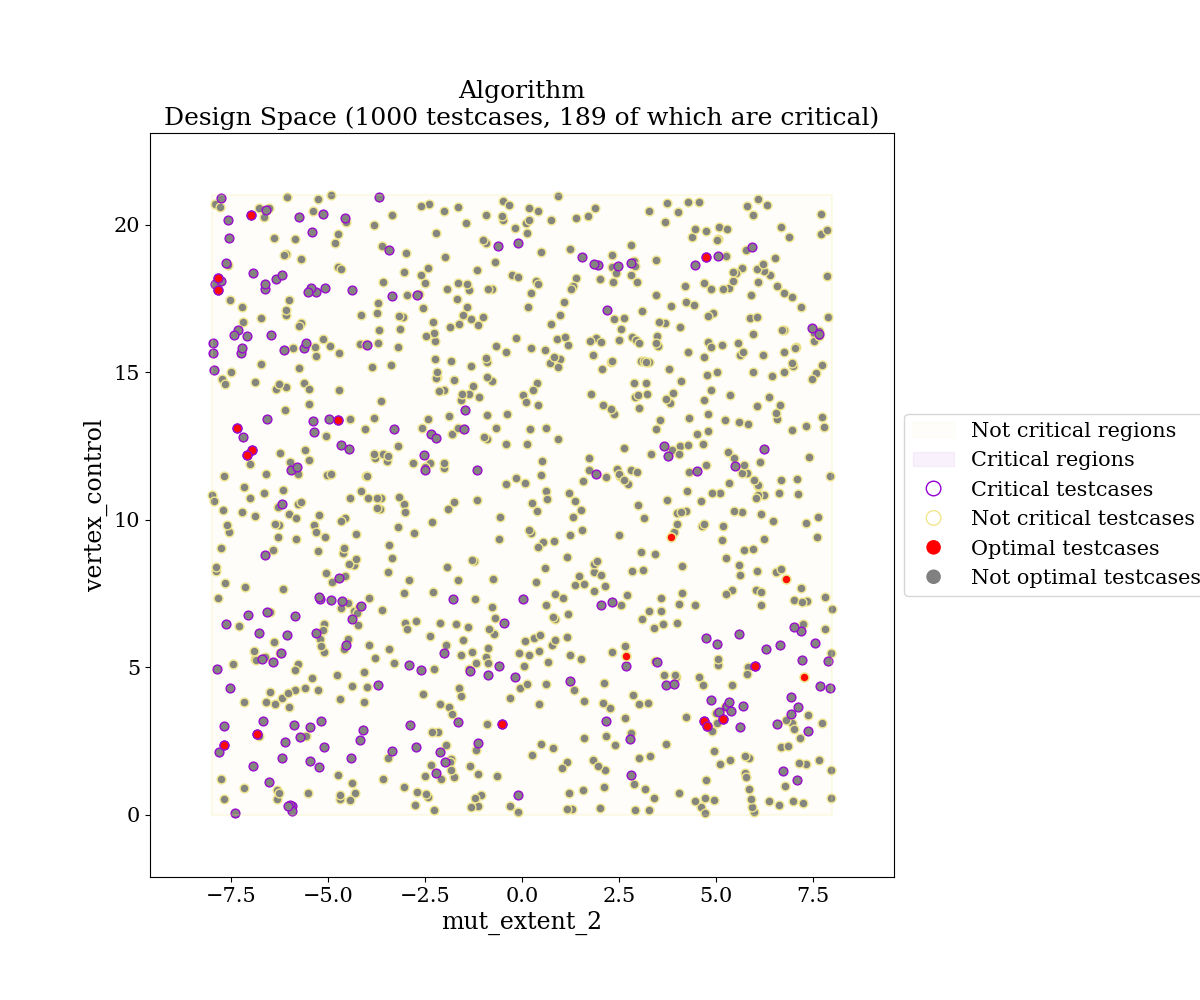 Algorithm
Design Space (1000 testcases, 189 of which are critical)
20
15
10
5
0
vertex_control
−7.5 −5.0 −2.5 0.0 2.5 5.0 7.5
mut_extent_2
Not critical regions
Critical regions
Critical testcases
Not critical testcases
Optimal testcases
Not optimal testcases